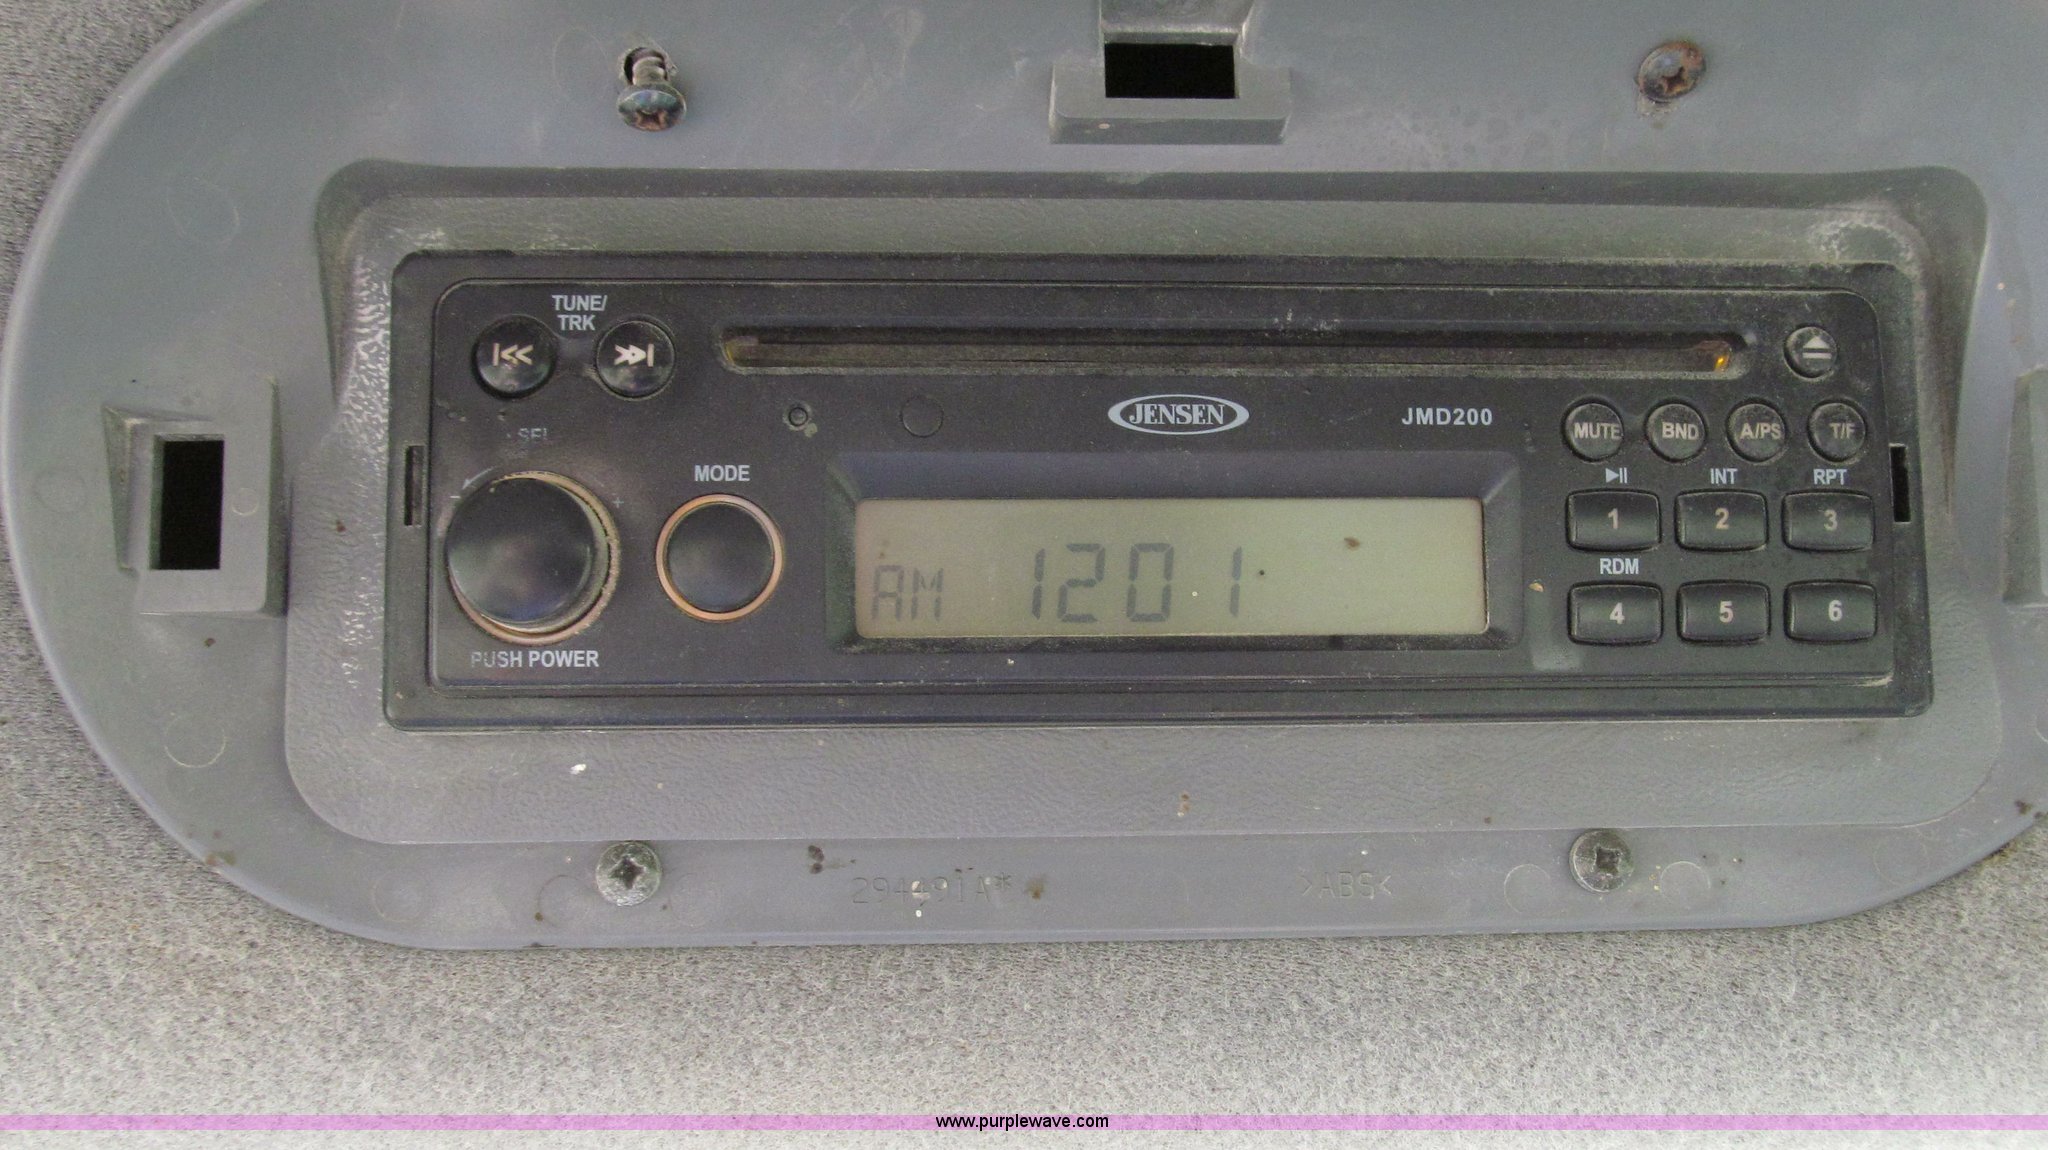 TUNE/
TRK
JENSEN
JMD200
MUTE
BND
A/PS
T/F
SEL
MODE
- +
INT
RPT
1
2
3
AM 1201
RDM
4
5
6
PUSH POWER
294491A*
>ABS<
www.purplewave.com